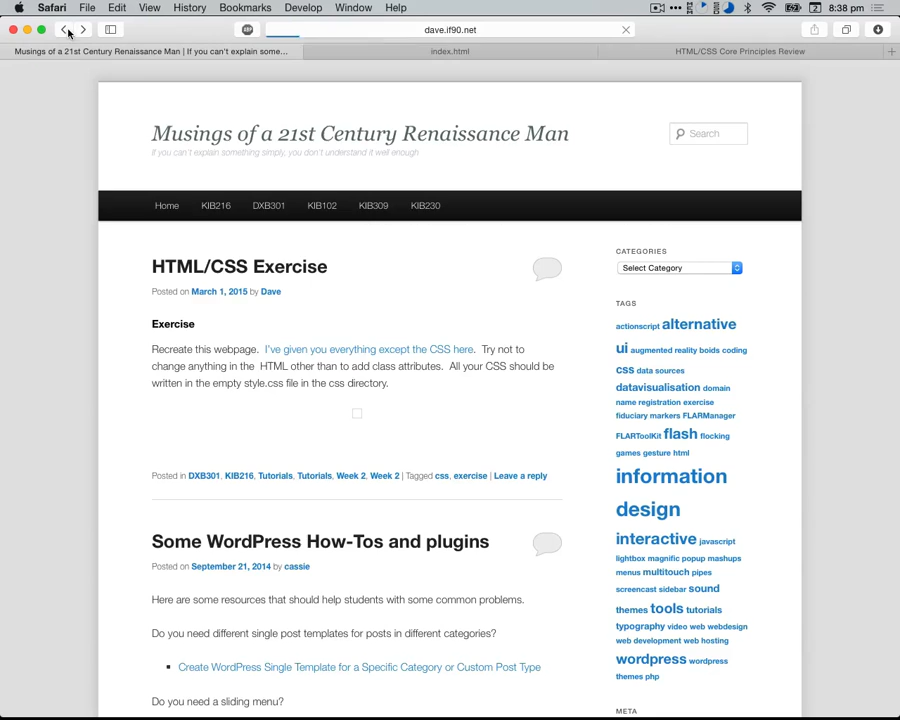 Safari File Edit View History Bookmarks Develop Window Help 2 8:38 pm
ABP dave.if90.net
Musings of a 21st Century Renaissance Man | If you can't explain some... index.html HTML/CSS Core Principles Review
Musings of a 21st Century Renaissance Man
If you can't explain something simply, you don't understand it well enough
Search
Home KIB216 DXB301 KIB102 KIB309 KIB230
HTML/CSS Exercise
Posted on March 1, 2015 by Dave
Exercise
Recreate this webpage. I've given you everything except the CSS here. Try not to
change anything in the HTML other than to add class attributes. All your CSS should be
written in the empty style.css file in the css directory.
Posted in DXB301, KIB216, Tutorials, Tutorials, Week 2, Week 2 | Tagged css, exercise | Leave a reply
Some WordPress How-Tos and plugins
Posted on September 21, 2014 by cassie
Here are some resources that should help students with some common problems.
Do you need different single post templates for posts in different categories?
Create WordPress Single Template for a Specific Category or Custom Post Type
Do you need a sliding menu?
CATEGORIES
Select Category
TAGS
actionscript alternative
ui augmented reality boids coding
css data sources
datavisualisation domain
name registration exercise
fiduciary markers FLARManager
FLARToolKit flash flocking
games gesture html
information
design
interactive javascript
lightbox magnific popup mashups
menus multitouch pipes
screencast sidebar sound
themes tools tutorials
typography video web webdesign
web development web hosting
wordpress wordpress
themes php
META